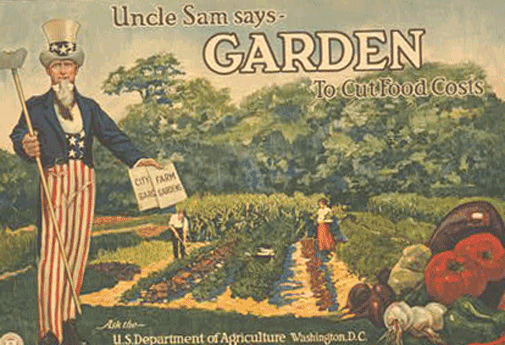 Uncle Sam says-
GARDEN
To Cut Food Costs
CITY FARM
GARDENS
Ask the-
U.S. Department of Agriculture Washington, D.C.